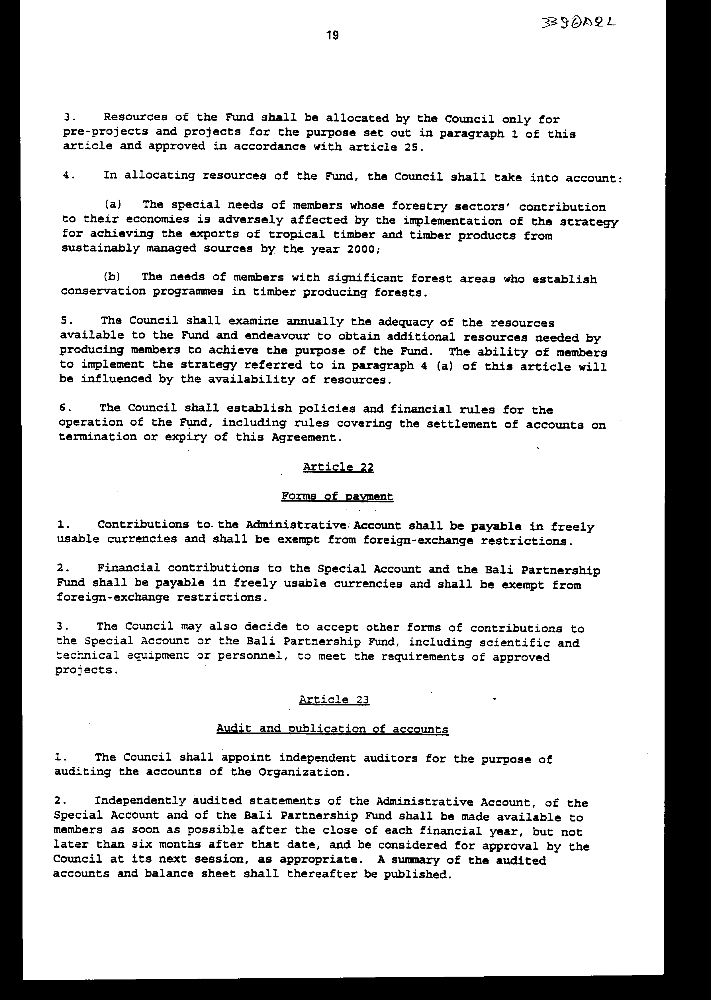 19
3. Resources of the Fund shall be allocated by the Council only for
pre-projects and projects for the purpose set out in paragraph 1 of this
article and approved in accordance with article 25.
4. In allocating resources of the Fund, the Council shall take into account:
(a) The special needs of members whose forestry sectors' contribution
to their economies is adversely affected by the implementation of the strategy
for achieving the exports of tropical timber and timber products from
sustainably managed sources by the year 2000;
(b) The needs of members with significant forest areas who establish
conservation programmes in timber producing forests.
5. The Council shall examine annually the adequacy of the resources
available to the Fund and endeavour to obtain additional resources needed by
producing members to achieve the purpose of the Fund. The ability of members
to implement the strategy referred to in paragraph 4 (a) of this article will
be influenced by the availability of resources.
6. The Council shall establish policies and financial rules for the
operation of the Fund, including rules covering the settlement of accounts on
termination or expiry of this Agreement.
Article 22
Forms of payment
1. Contributions to the Administrative Account shall be payable in freely
usable currencies and shall be exempt from foreign-exchange restrictions.
2. Financial contributions to the Special Account and the Bali Partnership
Fund shall be payable in freely usable currencies and shall be exempt from
foreign-exchange restrictions.
3. The Council may also decide to accept other forms of contributions to
the Special Account or the Bali Partnership Fund, including scientific and
technical equipment or personnel, to meet the requirements of approved
projects.
Article 23
Audit and publication of accounts
1. The Council shall appoint independent auditors for the purpose of
auditing the accounts of the Organization.
2. Independently audited statements of the Administrative Account, of the
Special Account and of the Bali Partnership Fund shall be made available to
members as soon as possible after the close of each financial year, but not
later than six months after that date, and be considered for approval by the
Council at its next session, as appropriate. A summary of the audited
accounts and balance sheet shall thereafter be published.